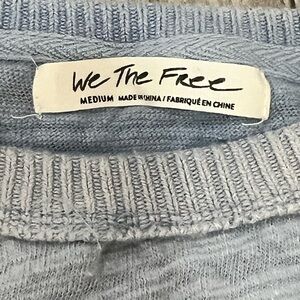 We The Free
MEDIUM MADE IN CHINA / FABRIQUÉ EN CHINE